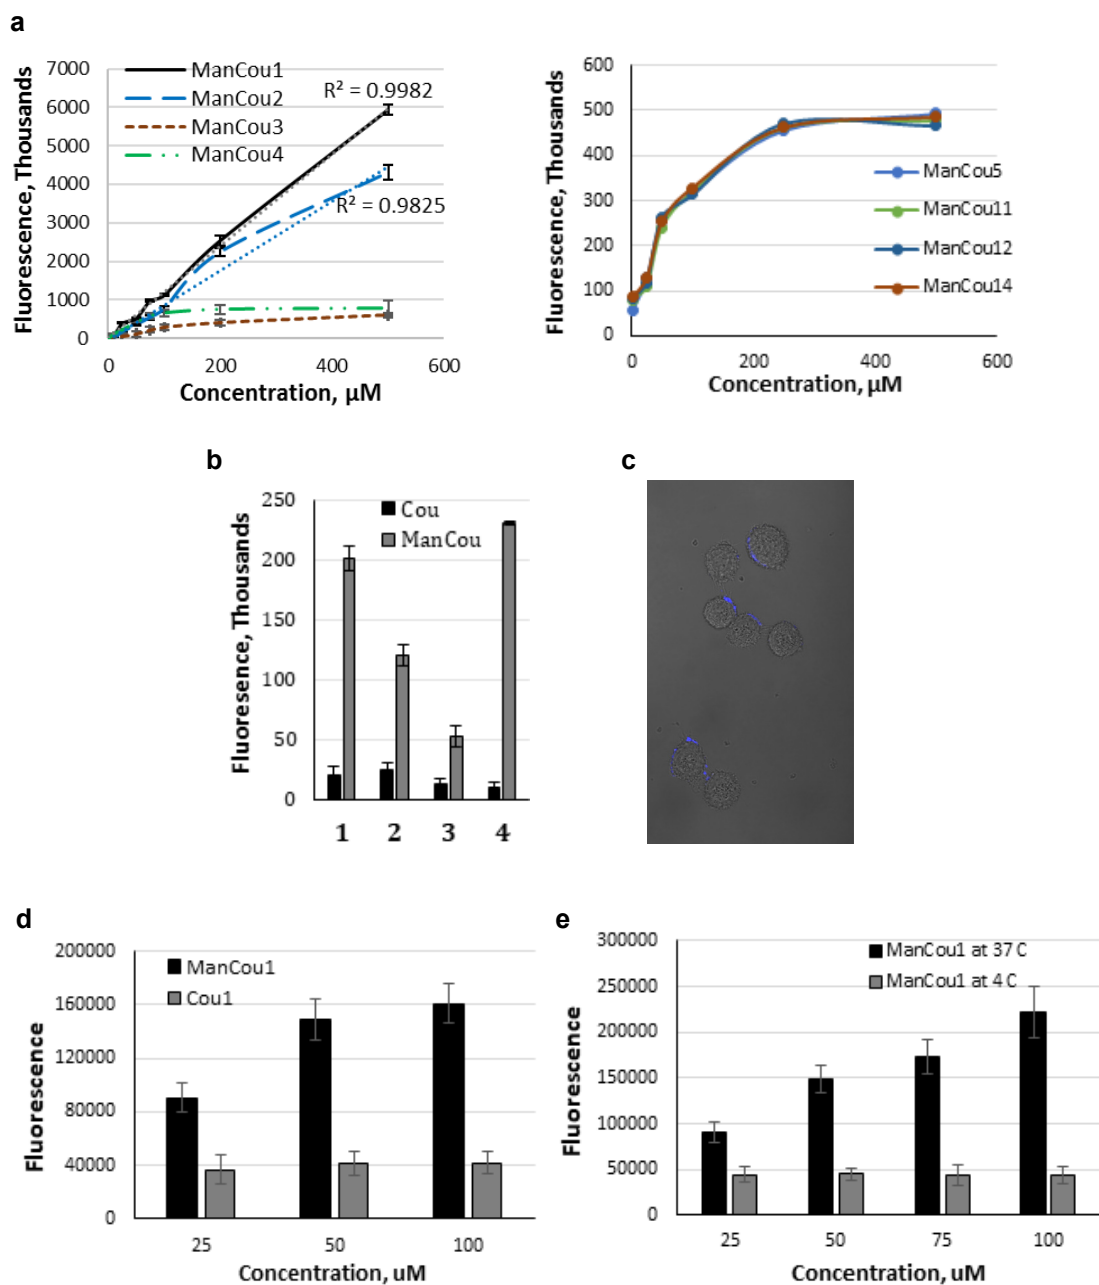 a
7000
6000
5000
4000
3000
2000
1000
0
Fluorescence, Thousands
ManCou1
ManCou2
ManCou3
ManCou4
R² = 0.9982
R² = 0.9825
0 200 400 600
Concentration, µM
600
500
400
300
200
100
0
Fluorescence, Thousands
ManCou5
ManCou11
ManCou12
ManCou14
0 200 400 600
Concentration, µM
b
250
200
150
100
50
0
Fluoresence, Thousands
Cou
ManCou
1 2 3 4
c
d
200000
160000
120000
80000
40000
0
Fluorescence
ManCou1
Cou1
25 50 100
Concentration, uM
e
300000
250000
200000
150000
100000
50000
0
Fluorescence
ManCou1 at 37 C
ManCou1 at 4 C
25 50 75 100
Concentration, uM